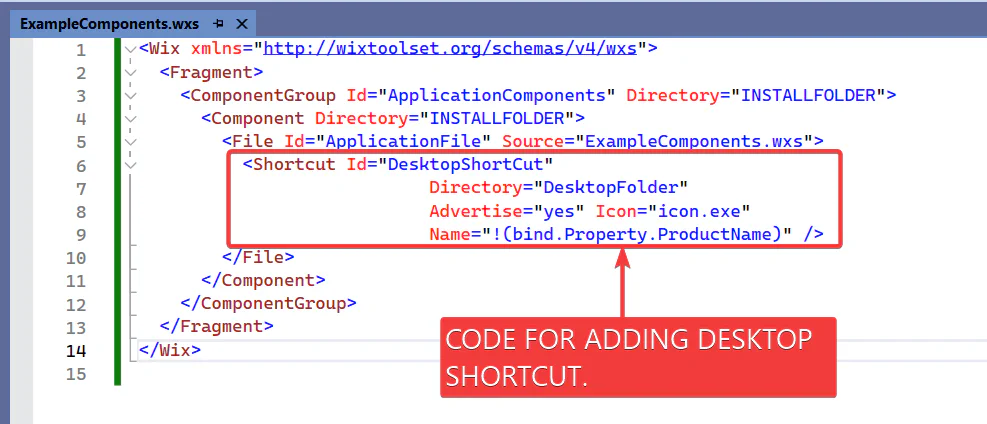 ExampleComponents.wxs
1 <Wix xmlns="http://wixtoolset.org/schemas/v4/wxs">
2 <Fragment>
3 <ComponentGroup Id="ApplicationComponents" Directory="INSTALLFOLDER">
4 <Component Directory="INSTALLFOLDER">
5 <File Id="ApplicationFile" Source="ExampleComponents.wxs">
6 <Shortcut Id="DesktopShortCut"
7 Directory="DesktopFolder"
8 Advertise="yes" Icon="icon.exe"
9 Name="!(bind.Property.ProductName)" />
10 </File>
11 </Component>
12 </ComponentGroup>
13 </Fragment>
14 </Wix>
15
CODE FOR ADDING DESKTOP
SHORTCUT.